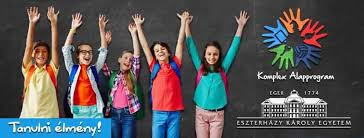 Komplex Alapprogram
EGER 1774
ESZTERHÁZY KÁROLY EGYETEM
Tanulni élmény!